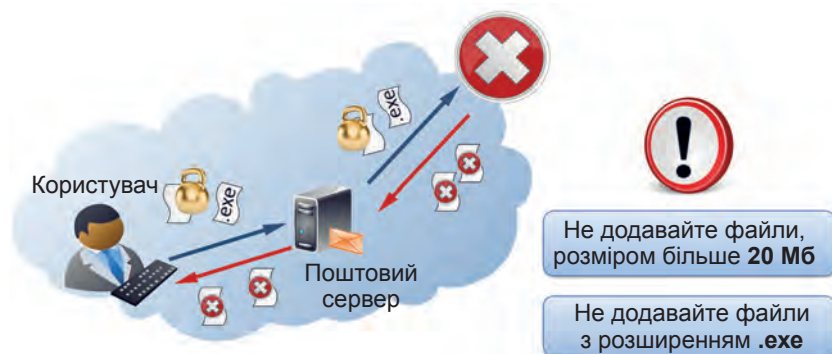 .exe
Користувач
.exe
Поштовий
сервер
Не додавайте файли,
розміром більше 20 Мб
Не додавайте файли
з розширенням .exe